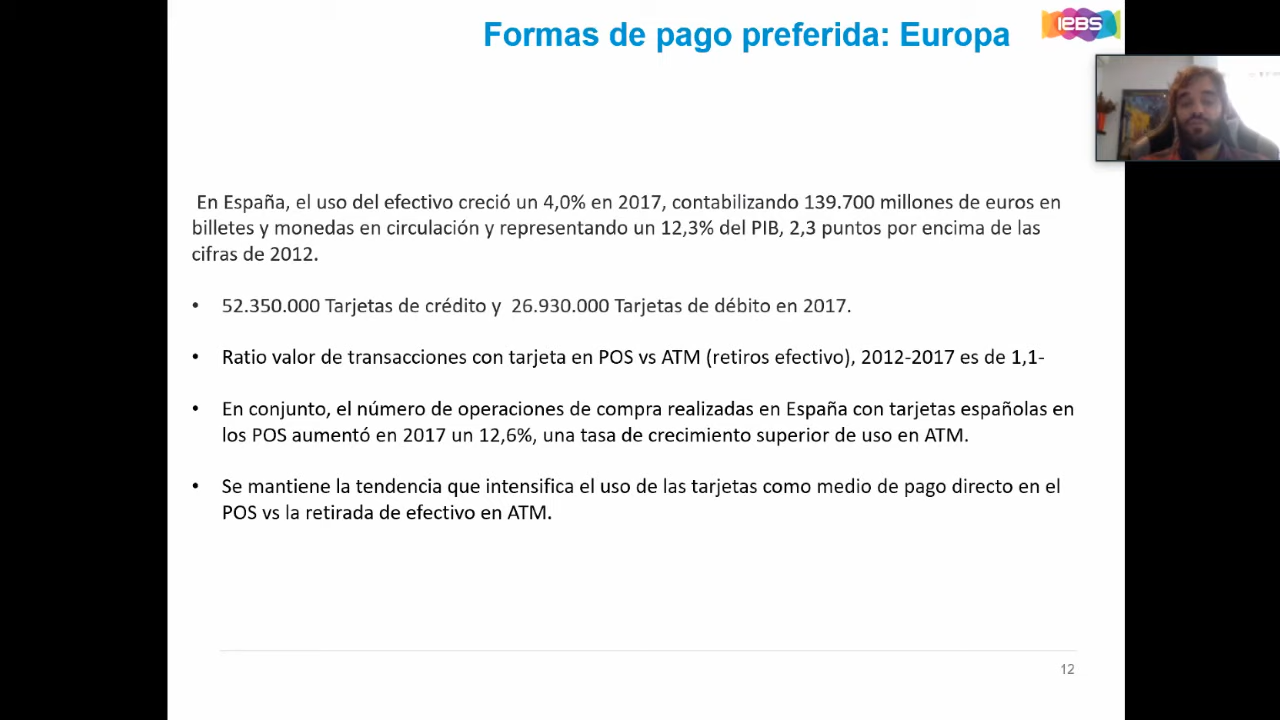 Formas de pago preferida: Europa
IEBS
En España, el uso del efectivo creció un 4,0% en 2017, contabilizando 139.700 millones de euros en
billetes y monedas en circulación y representando un 12,3% del PIB, 2,3 puntos por encima de las
cifras de 2012.
• 52.350.000 Tarjetas de crédito y 26.930.000 Tarjetas de débito en 2017.
• Ratio valor de transacciones con tarjeta en POS vs ATM (retiros efectivo), 2012-2017 es de 1,1-
• En conjunto, el número de operaciones de compra realizadas en España con tarjetas españolas en
los POS aumentó en 2017 un 12,6%, una tasa de crecimiento superior de uso en ATM.
• Se mantiene la tendencia que intensifica el uso de las tarjetas como medio de pago directo en el
POS vs la retirada de efectivo en ATM.
12